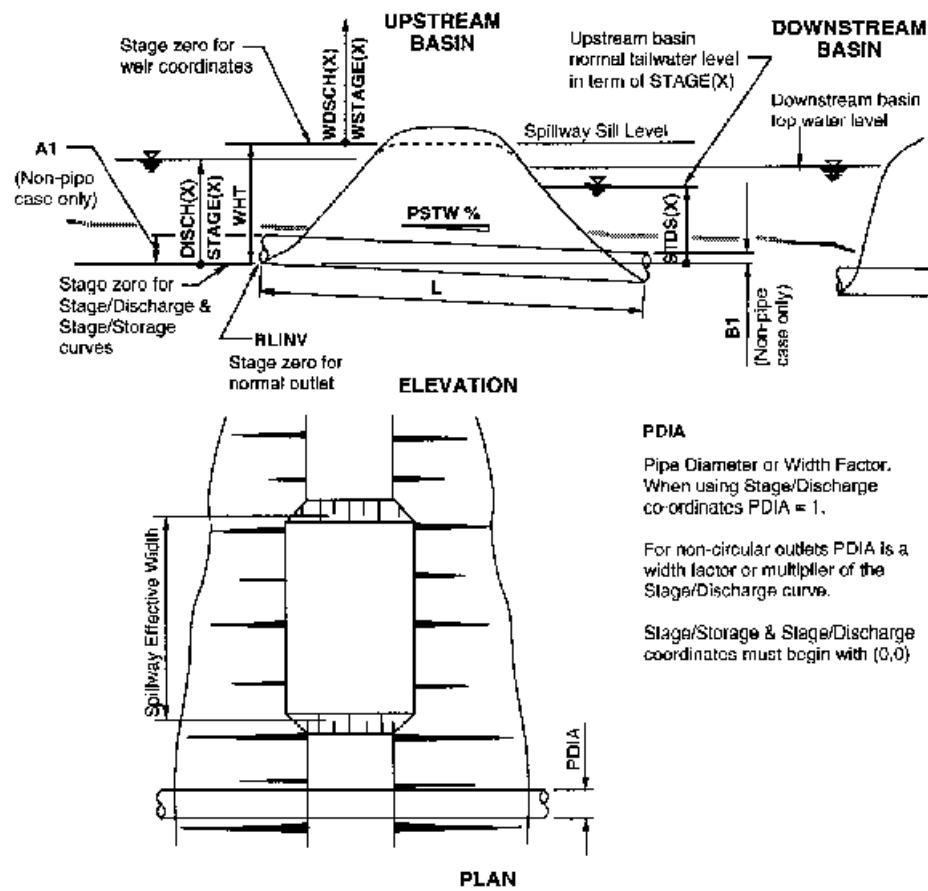 UPSTREAM
BASIN
DOWNSTREAM
BASIN
Stage zero for
weir coordinates
WDSCH(X)
WSTAGE(X)
Upstream basin
normal tailwater level
in term of STAGE(X)
Spillway Sill Level
Downstream basin
top water level
A1
(Non-pipe
case only)
DISCH(X)
STAGE(X)
WHT
PSTW %
STDS(X)
L
B1
(Non-pipe
case only)
Stage zero for
Stage/Discharge &
Stage/Storage
curves
RLINV
Stage zero for
normal outlet
ELEVATION
Spillway Effective Width
PDIA
Pipe Diameter or Width Factor.
When using Stage/Discharge
co-ordinates PDIA = 1.
For non-circular outlets PDIA is a
width factor or multiplier of the
Stage/Discharge curve.
Stage/Storage & Stage/Discharge
coordinates must begin with (0,0)
PDIA
PLAN